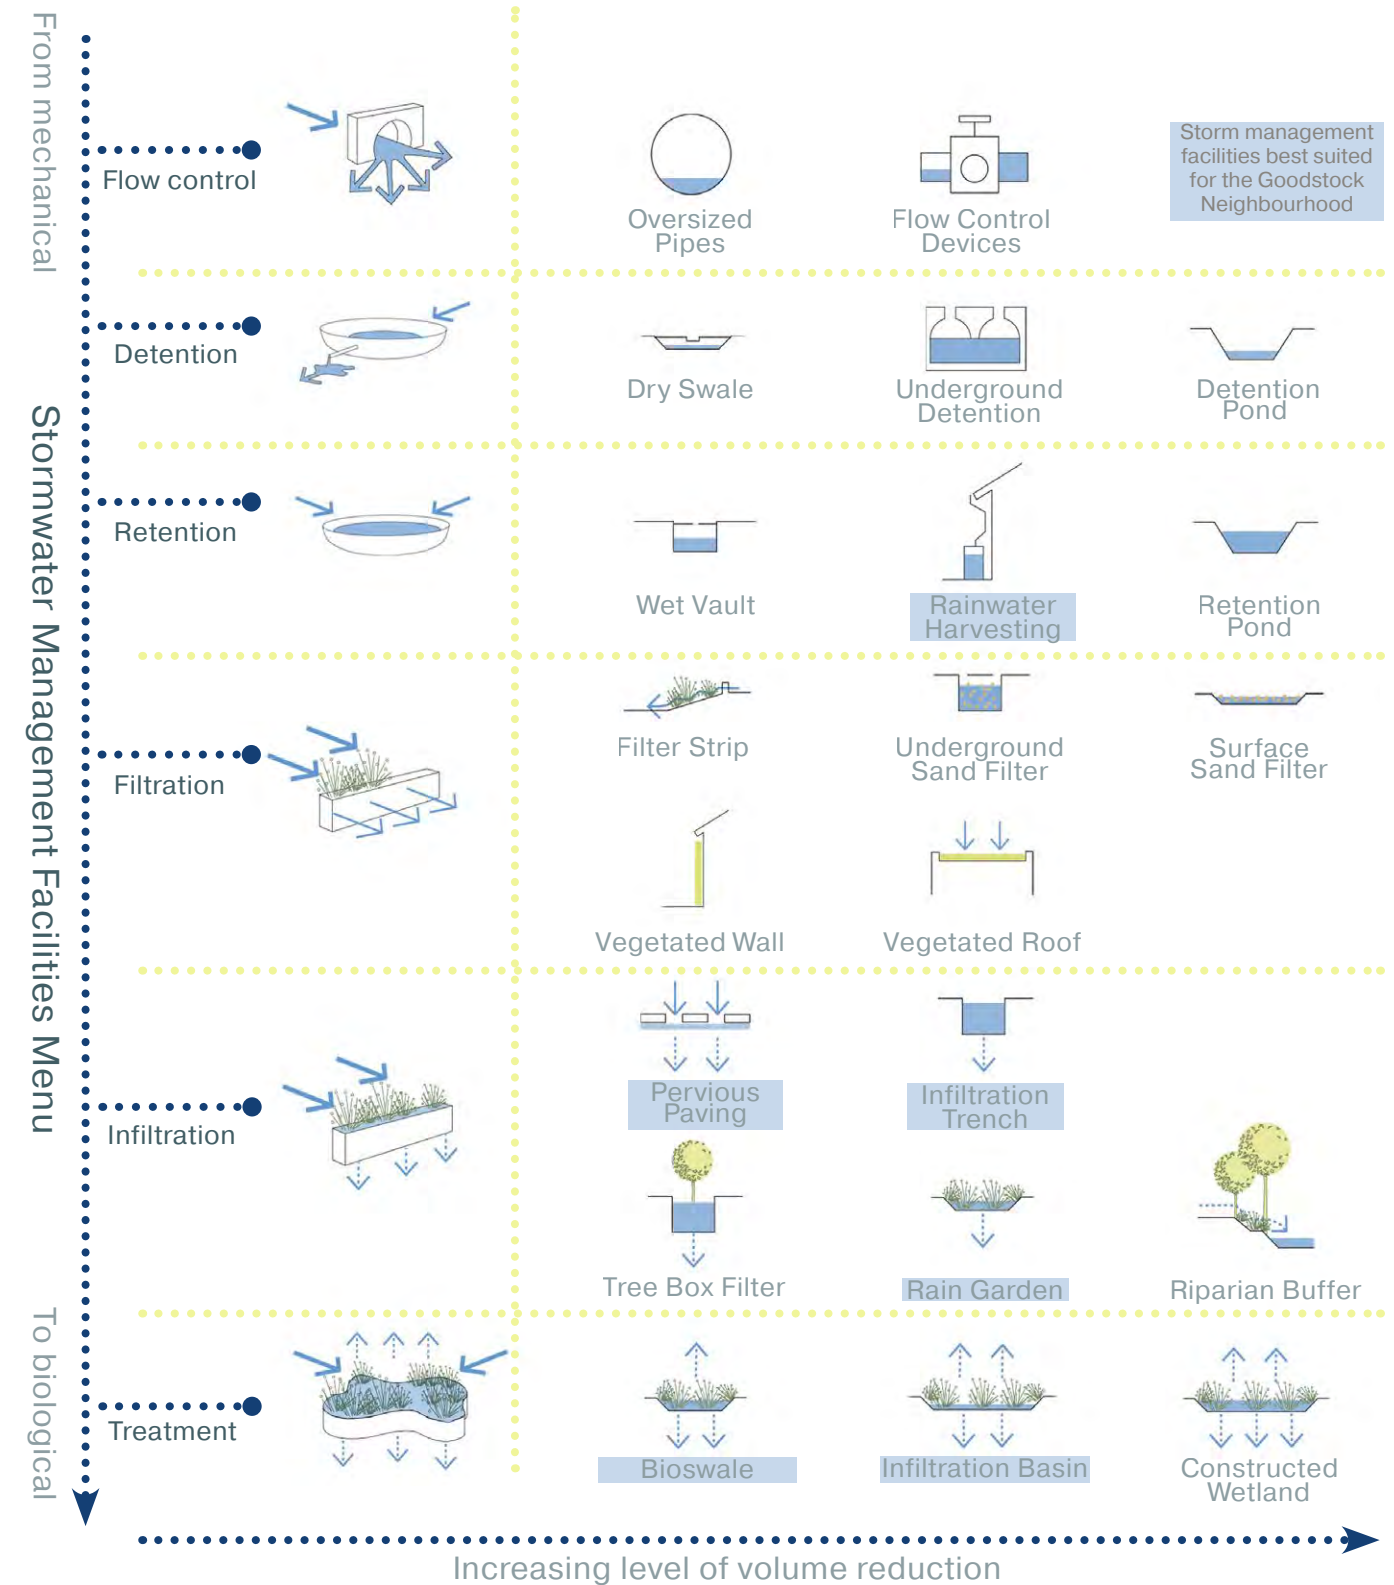 From mechanical
Stormwater Management Facilities Menu
To biological
Flow control
Oversized
Pipes
Flow Control
Devices
Storm management
facilities best suited
for the Goodstock
Neighbourhood
Detention
Dry Swale
Underground
Detention
Detention
Pond
Retention
Wet Vault
Rainwater
Harvesting
Retention
Pond
Filtration
Filter Strip
Underground
Sand Filter
Surface
Sand Filter
Vegetated Wall
Vegetated Roof
Infiltration
Pervious
Paving
Infiltration
Trench
Tree Box Filter
Rain Garden
Riparian Buffer
Treatment
Bioswale
Infiltration Basin
Constructed
Wetland
Increasing level of volume reduction